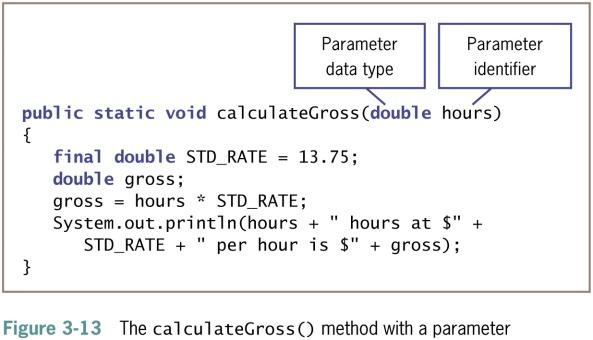 Parameter
data type
Parameter
identifier
public static void calculateGross(double hours)
{
final double STD_RATE = 13.75;
double gross;
gross = hours * STD_RATE;
System.out.println(hours + " hours at $" +
STD_RATE + " per hour is $" + gross);
}
Figure 3-13 The calculateGross() method with a parameter